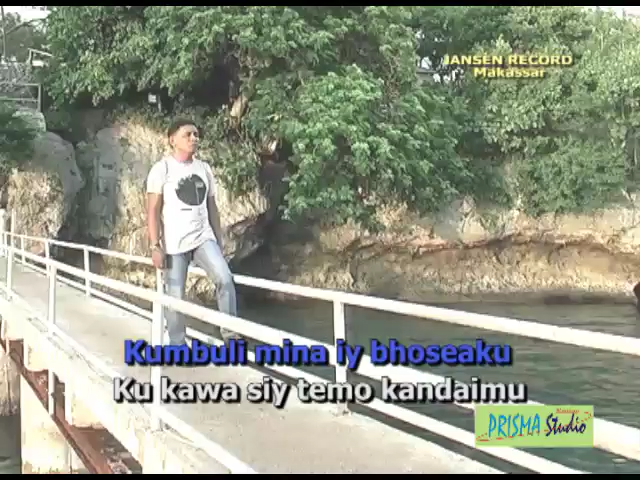 JANSEN RECORD
Makassar
Kumbuli mina iy bhoseaku
Ku kawa siy temo kandaimu
PRISMA Studio